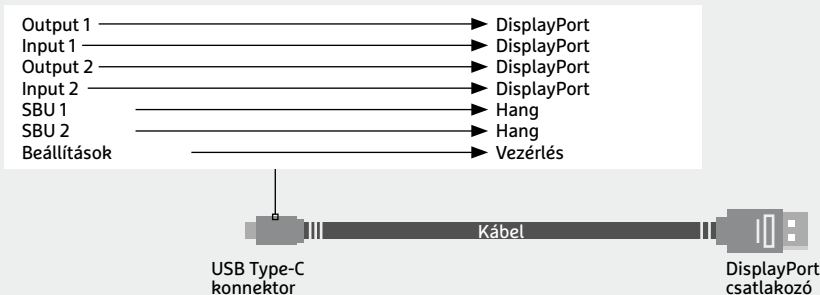 Output 1 DisplayPort
Input 1 DisplayPort
Output 2 DisplayPort
Input 2 DisplayPort
SBU 1 Hang
SBU 2 Hang
Beállítások Vezérlés
Kábel
USB Type-C
konnektor
DisplayPort
csatlakozó